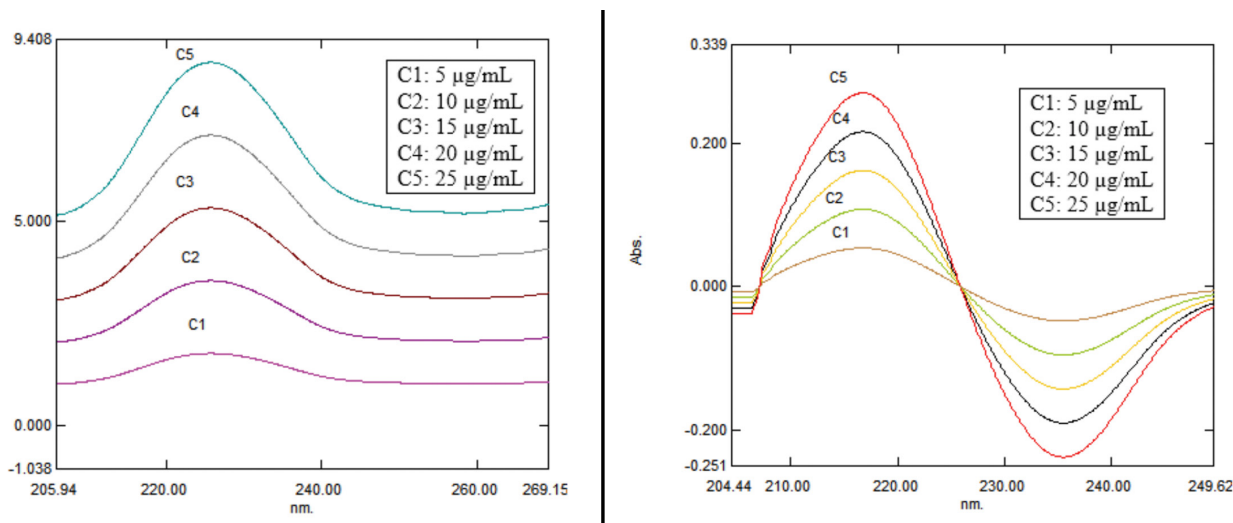 9.408
5.000
0.000
-1.038
205.94
220.00
240.00
260.00
269.15
nm.
C5
C4
C3
C2
C1
C1: 5 µg/mL
C2: 10 µg/mL
C3: 15 µg/mL
C4: 20 µg/mL
C5: 25 µg/mL
0.339
0.200
0.000
-0.200
-0.251
Abs.
204.44
210.00
220.00
230.00
240.00
249.62
nm.
C5
C4
C3
C2
C1
C1: 5 µg/mL
C2: 10 µg/mL
C3: 15 µg/mL
C4: 20 µg/mL
C5: 25 µg/mL